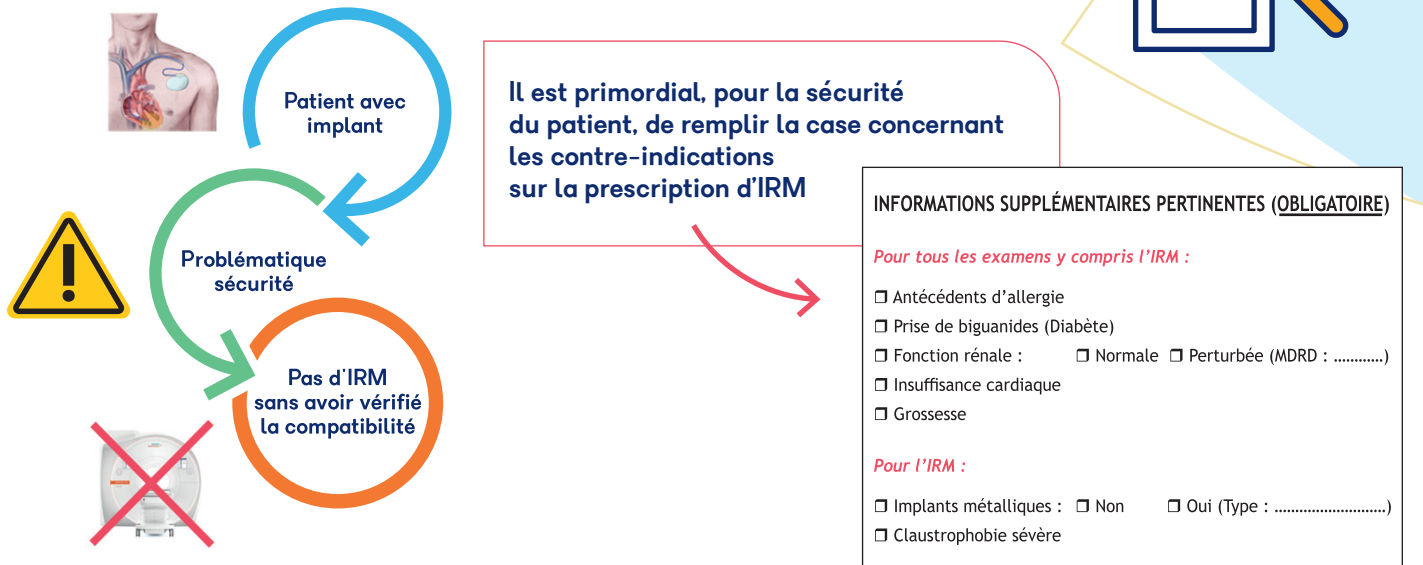 Patient avec
implant
Problématique
sécurité
Pas d'IRM
sans avoir vérifié
la compatibilité
Il est primordial, pour la sécurité
du patient, de remplir la case concernant
les contre-indications
sur la prescription d'IRM
INFORMATIONS SUPPLÉMENTAIRES PERTINENTES (OBLIGATOIRE)
Pour tous les examens y compris l'IRM :
❒ Antécédents d'allergie
❒ Prise de biguanides (Diabète)
❒ Fonction rénale : ❒ Normale ❒ Perturbée (MDRD : ............)
❒ Insuffisance cardiaque
❒ Grossesse
Pour l'IRM :
❒ Implants métalliques : ❒ Non ❒ Oui (Type : ...........................)
❒ Claustrophobie sévère